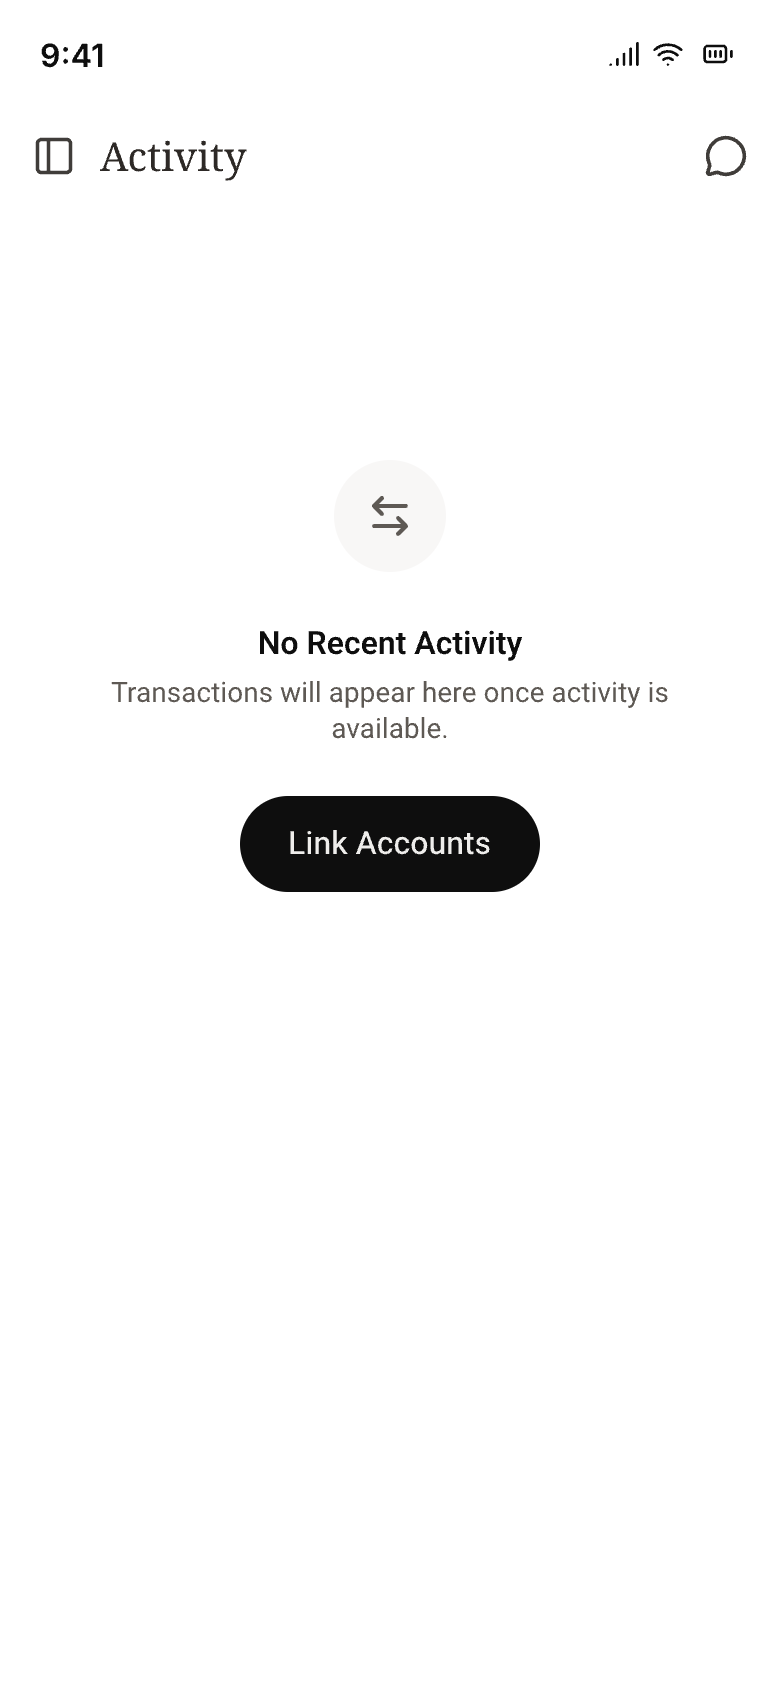 9:41
Activity
No Recent Activity
Transactions will appear here once activity is
available.
Link Accounts